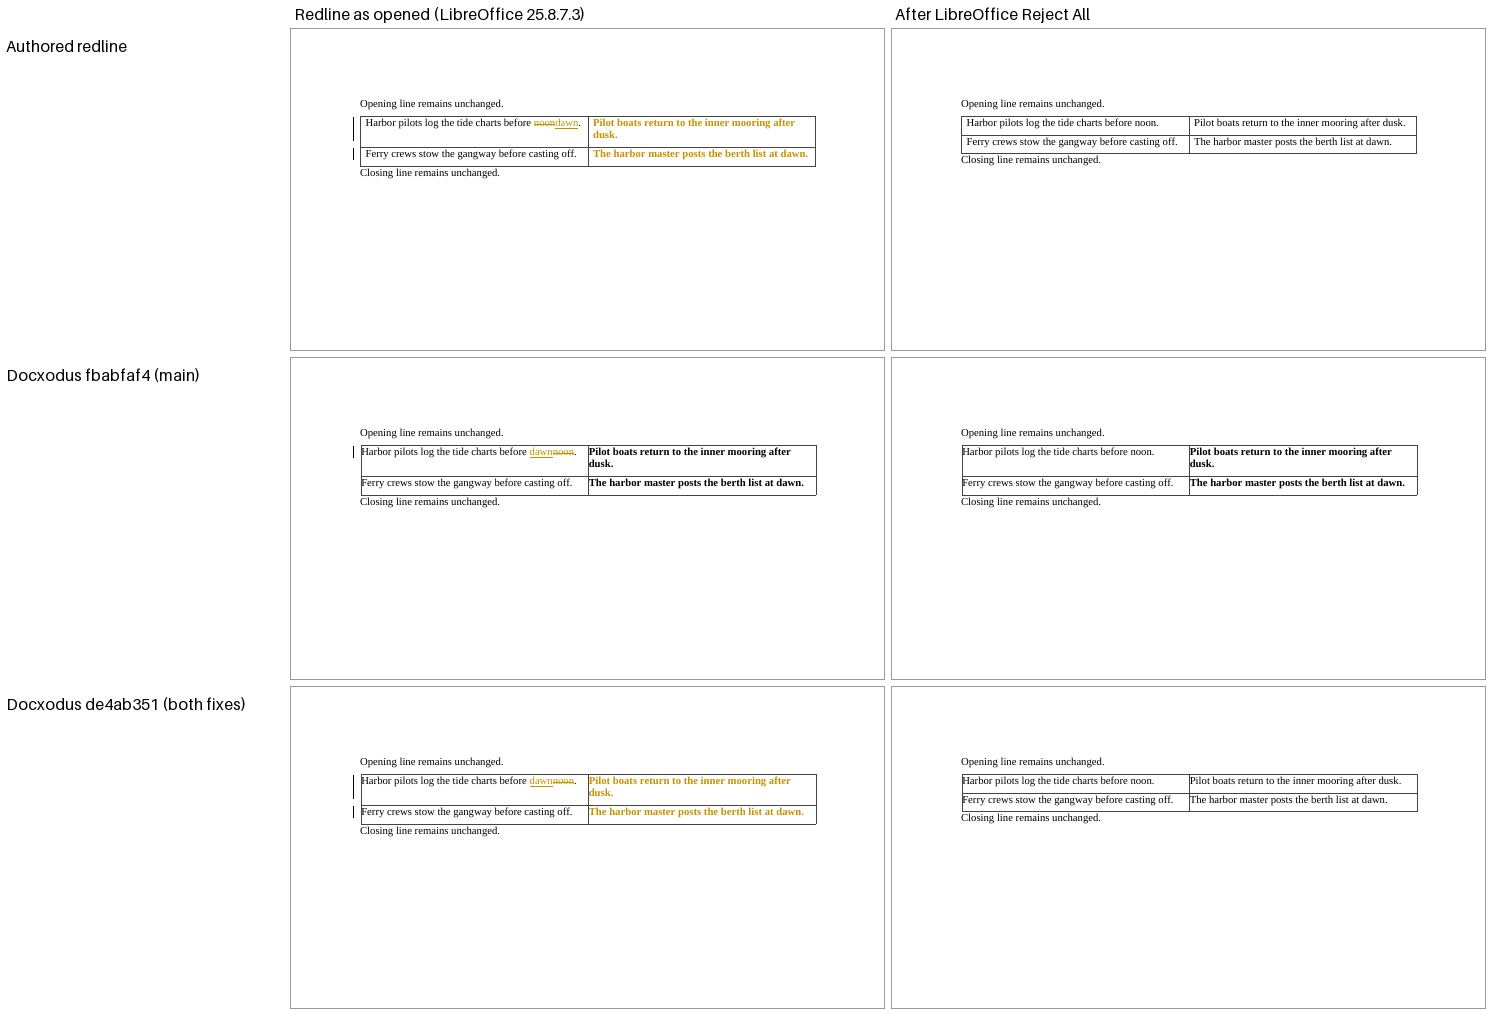 Redline as opened (LibreOffice 25.8.7.3)
After LibreOffice Reject All
Authored redline
Opening line remains unchanged.
Harbor pilots log the tide charts before noondawn.
Pilot boats return to the inner mooring after
dusk.
Ferry crews stow the gangway before casting off.
The harbor master posts the berth list at dawn.
Closing line remains unchanged.
Opening line remains unchanged.
Harbor pilots log the tide charts before noon.
Pilot boats return to the inner mooring after dusk.
Ferry crews stow the gangway before casting off.
The harbor master posts the berth list at dawn.
Closing line remains unchanged.
Docxodus fbabfaf4 (main)
Opening line remains unchanged.
Harbor pilots log the tide charts before dawnnoon.
Pilot boats return to the inner mooring after
dusk.
Ferry crews stow the gangway before casting off.
The harbor master posts the berth list at dawn.
Closing line remains unchanged.
Opening line remains unchanged.
Harbor pilots log the tide charts before noon.
Pilot boats return to the inner mooring after
dusk.
Ferry crews stow the gangway before casting off.
The harbor master posts the berth list at dawn.
Closing line remains unchanged.
Docxodus de4ab351 (both fixes)
Opening line remains unchanged.
Harbor pilots log the tide charts before dawnnoon.
Pilot boats return to the inner mooring after
dusk.
Ferry crews stow the gangway before casting off.
The harbor master posts the berth list at dawn.
Closing line remains unchanged.
Opening line remains unchanged.
Harbor pilots log the tide charts before noon.
Pilot boats return to the inner mooring after dusk.
Ferry crews stow the gangway before casting off.
The harbor master posts the berth list at dawn.
Closing line remains unchanged.